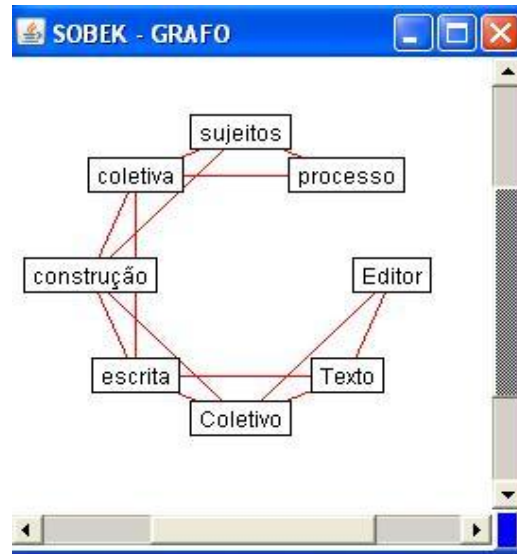 SOBEK - GRAFO
sujeitos
coletiva
processo
construção
Editor
escrita
Texto
Coletivo